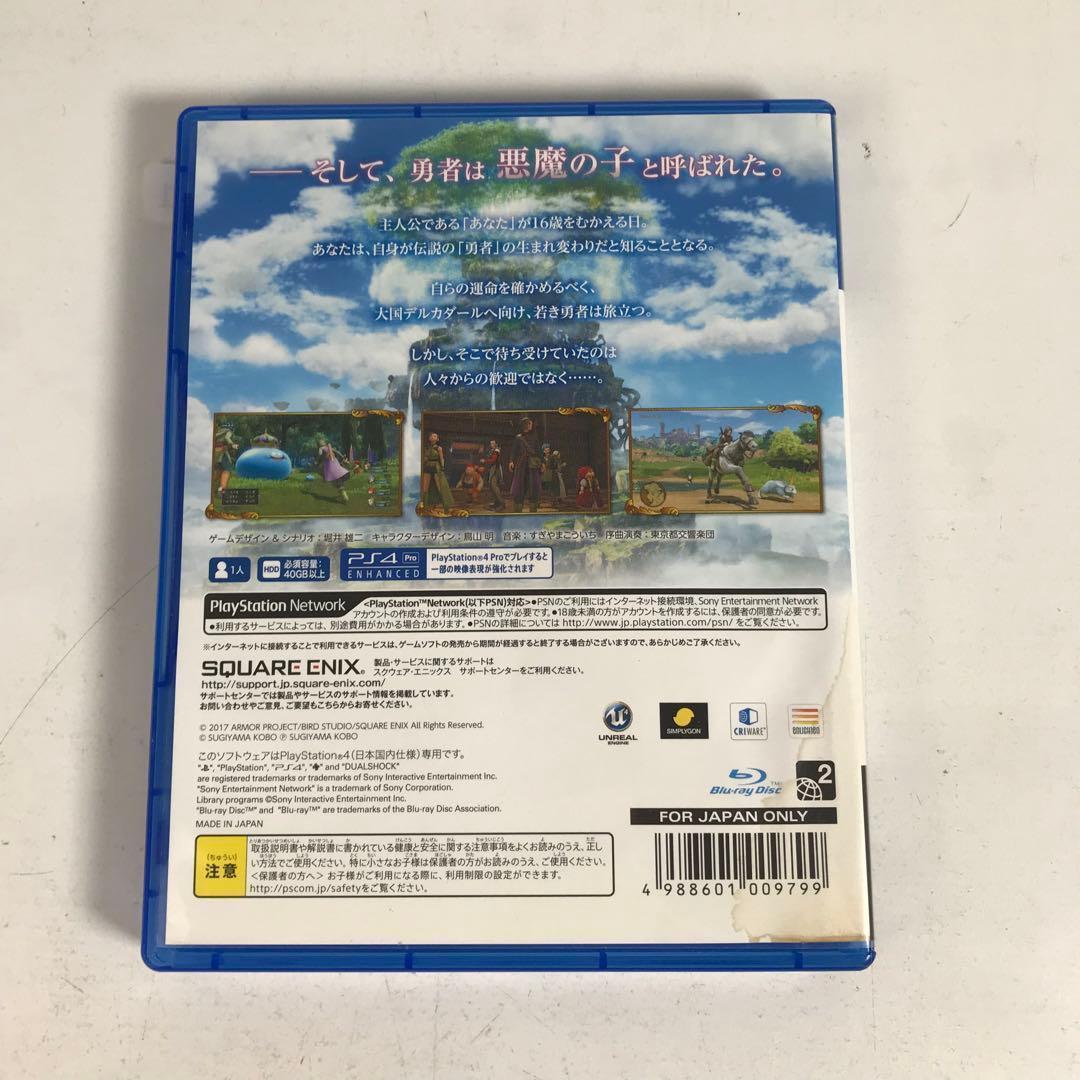 ── そして、勇者は 悪魔の子 と呼ばれた。
主人公である「あなた」が16歳をむかえる日。
あなたは、自身が伝説の「勇者」の生まれ変わりだと知ることとなる。
自らの運命を確かめるべく、
大国デルカダールへ向け、若き勇者は旅立つ。
しかし、そこで待ち受けていたのは
人々からの歓迎ではなく……。
ゲームデザイン & シナリオ：堀井 雄二 キャラクターデザイン：鳥山 明 音楽：すぎやまこういち 序曲演奏：東京都交響楽団
1人
HDD 必須容量：
40GB以上
PS4 Pro
ENHANCED
PlayStation®4 Proでプレイすると
一部の映像表現が強化されます
PlayStation Network
<PlayStation™Network(以下PSN)対応>●PSNのご利用にはインターネット接続環境、Sony Entertainment Network
アカウントの作成および利用条件の遵守が必要です。●18歳未満の方がアカウントを作成するには、保護者の同意が必要です。
●利用するサービスによっては、別途費用がかかる場合があります。●PSNの詳細については http://www.jp.playstation.com/psn/ をご覧ください。
※インターネットに接続することで利用できるサービスは、ゲームソフトの発売から期間が経過すると終了する場合がございますので、あらかじめご了承ください。
SQUARE ENIX®
製品・サービスに関するサポートは
スクウェア・エニックス サポートセンターをご利用ください。
http://support.jp.square-enix.com/
サポートセンターでは製品やサービスのサポート情報を掲載しています。
お問い合わせやご意見、ご要望もこちらからお寄せください。
© 2017 ARMOR PROJECT/BIRD STUDIO/SQUARE ENIX All Rights Reserved.
© SUGIYAMA KOBO ℗ SUGIYAMA KOBO
UNREAL
ENGINE
SIMPLYGON
CRIWARE™
enlighten
このソフトウェアはPlayStation®4（日本国内仕様）専用です。
"PlayStation", "PS4", and "DUALSHOCK"
are registered trademarks or trademarks of Sony Interactive Entertainment Inc.
"Sony Entertainment Network" is a trademark of Sony Corporation.
Library programs ©Sony Interactive Entertainment Inc.
"Blu-ray Disc™" and "Blu-ray™" are trademarks of the Blu-ray Disc Association.
MADE IN JAPAN
Blu-ray Disc™
2
FOR JAPAN ONLY
（ちゅうい）
注意
取扱説明書や解説書に書かれている健康と安全に関する注意事項をよくお読みのうえ、正し
い方法でご使用ください。特に小さなお子様は保護者の方がお読みのうえ、ご使用ください。
<保護者の方へ> お子様がご利用になる際に、利用制限の設定ができます。
http://pscom.jp/safetyをご覧ください。
4 988601 009799